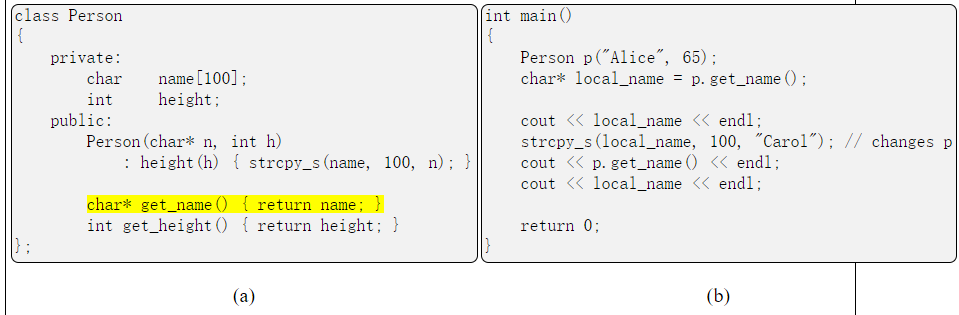 class Person
{
    private:
        char    name[100];
        int     height;
    public:
        Person(char* n, int h)
            : height(h) { strcpy_s(name, 100, n); }

        char* get_name() { return name; }
        int get_height() { return height; }
};
(a)
int main()
{
    Person p("Alice", 65);
    char* local_name = p.get_name();

    cout << local_name << endl;
    strcpy_s(local_name, 100, "Carol"); // changes p
    cout << p.get_name() << endl;
    cout << local_name << endl;

    return 0;
}
(b)